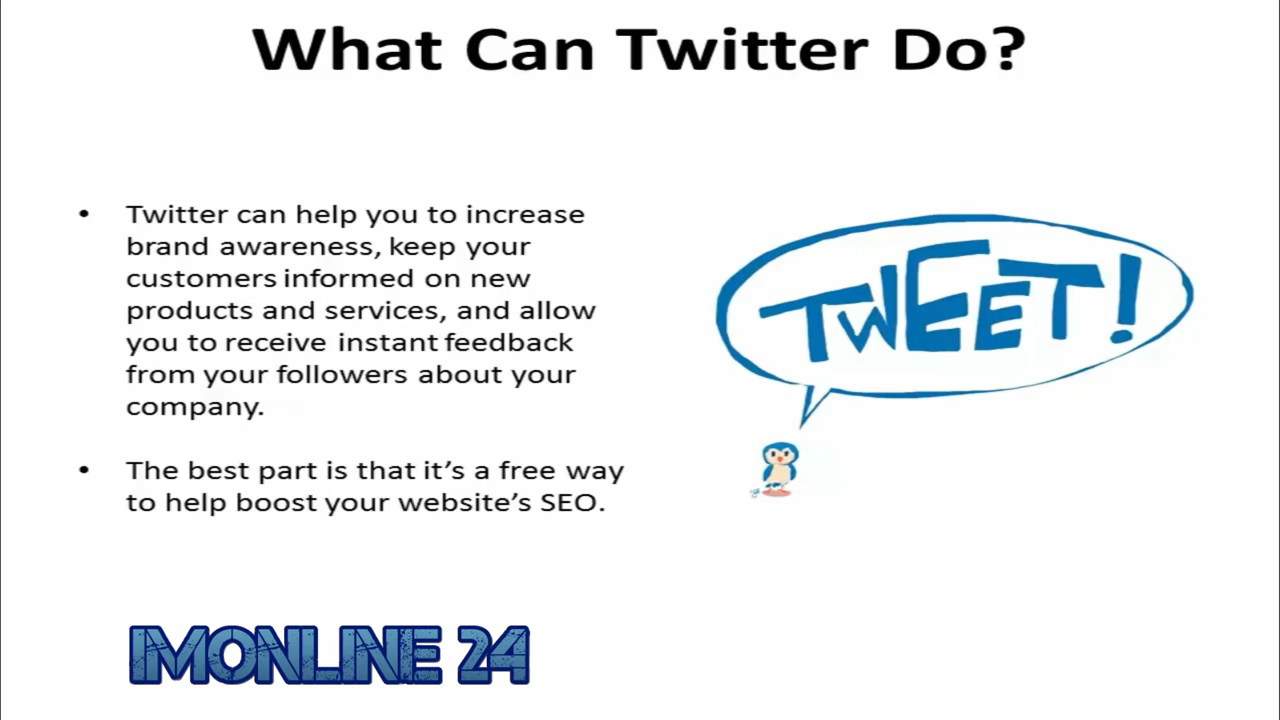 What Can Twitter Do?
• Twitter can help you to increase
brand awareness, keep your
customers informed on new
products and services, and allow
you to receive instant feedback
from your followers about your
company.
• The best part is that it’s a free way
to help boost your website’s SEO.
TWEET!
IMONLINE 24